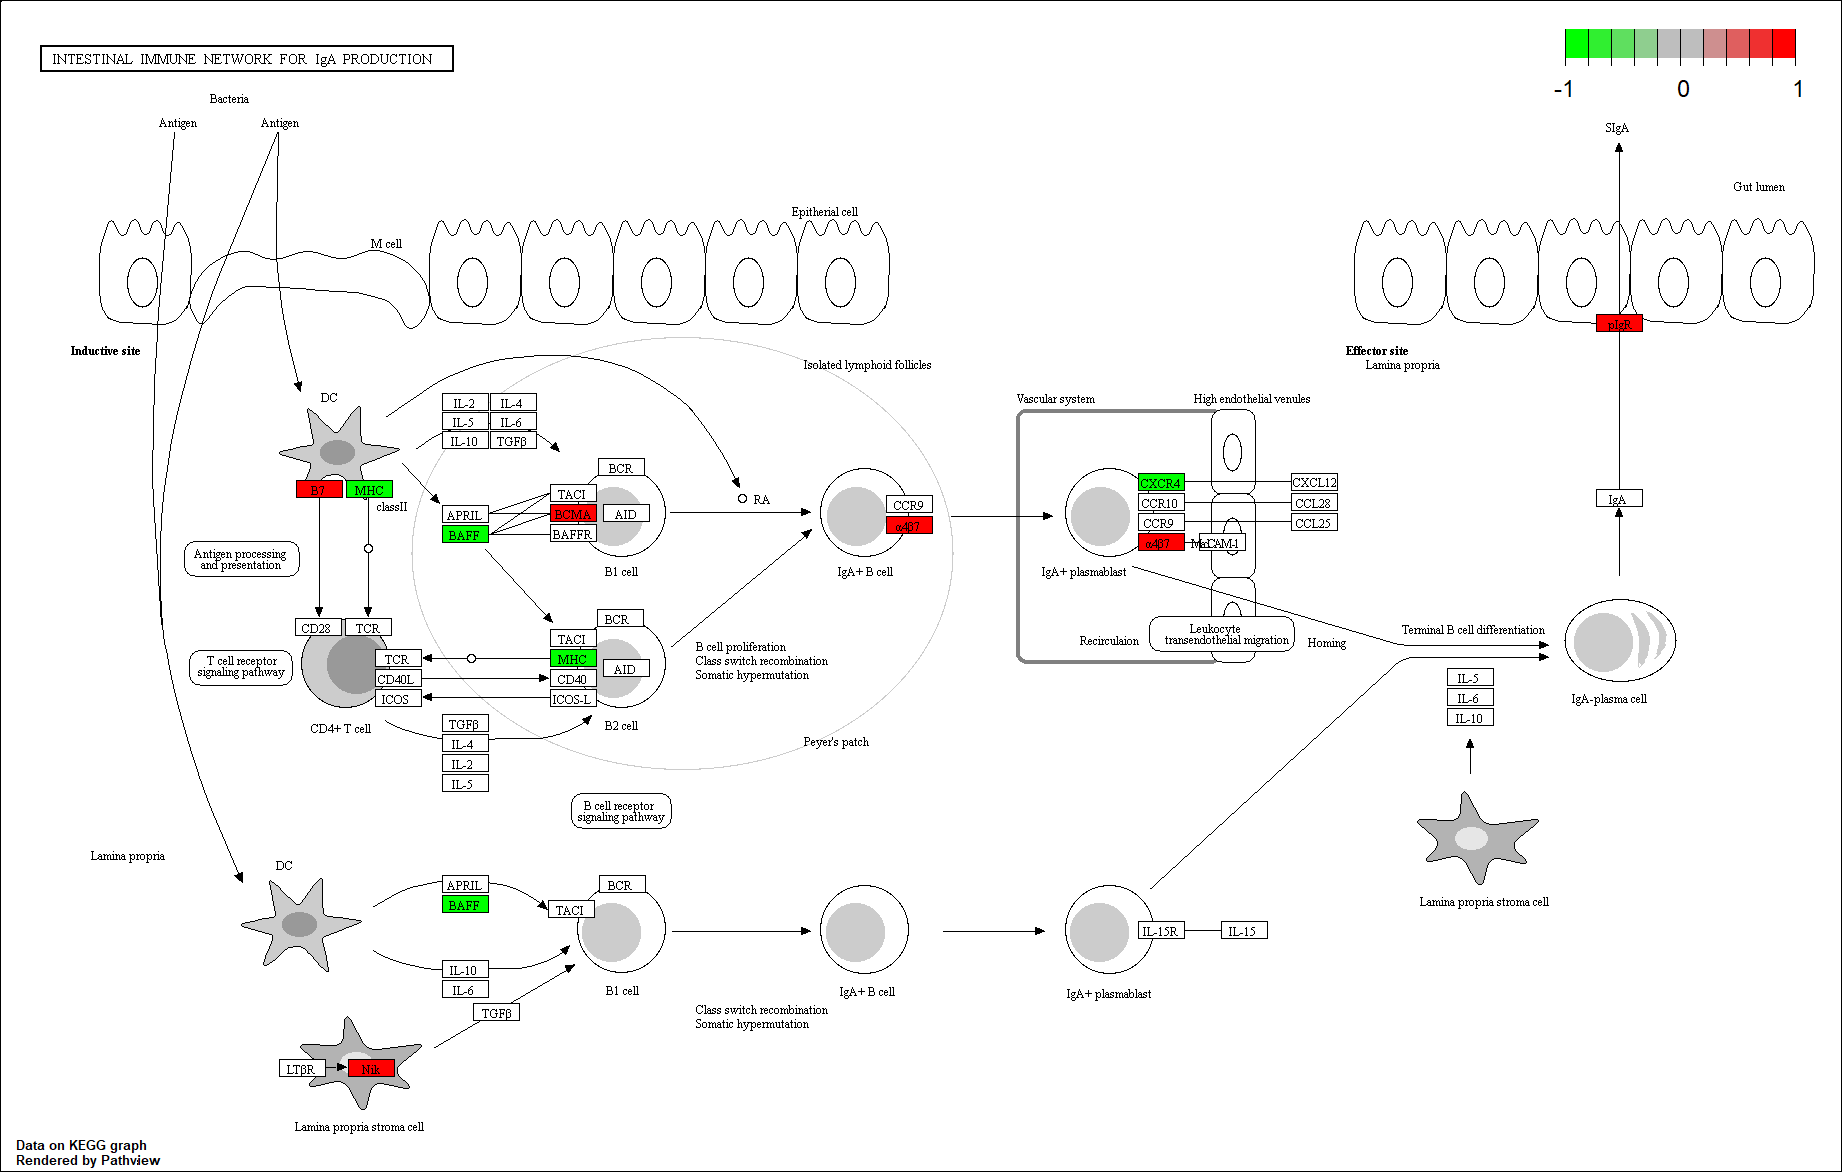 INTESTINAL IMMUNE NETWORK FOR IgA PRODUCTION
-1 0 1
Bacteria
Antigen
Antigen
SIgA
Gut lumen
Epitherial cell
M cell
pIgR
Inductive site
Effector site
Lamina propria
Isolated lymphoid follicles
DC
Vascular system
High endothelial venules
IL-2
IL-4
IL-5
IL-6
IL-10
TGFβ
BCR
B7
MHC
classII
TACI
RA
APRIL
BCMA
AID
BAFF
BAFFR
B1 cell
CCR9
α4β7
IgA+ B cell
CXCR4
CXCL12
CCR10
CCL28
CCR9
CCL25
α4β7
MadCAM-1
IgA+ plasmablast
IgA
Antigen processing
and presentation
CD28
TCR
BCR
TACI
TCR
MHC
AID
CD40L
CD40
ICOS
ICOS-L
T cell receptor
signaling pathway
CD4+ T cell
B2 cell
B cell proliferation
Class switch recombination
Somatic hypermutation
Recirculaion
Leukocyte
transendothelial migration
Homing
Terminal B cell differentiation
IL-5
IL-6
IL-10
IgA-plasma cell
TGFβ
IL-4
IL-2
IL-5
Peyer's patch
B cell receptor
signaling pathway
Lamina propria
DC
APRIL
BAFF
BCR
TACI
IL-10
IL-6
TGFβ
B1 cell
IgA+ B cell
IL-15R
IL-15
IgA+ plasmablast
Lamina propria stroma cell
Class switch recombination
Somatic hypermutation
LTβR
Nik
Lamina propria stroma cell
Data on KEGG graph
Rendered by Pathview